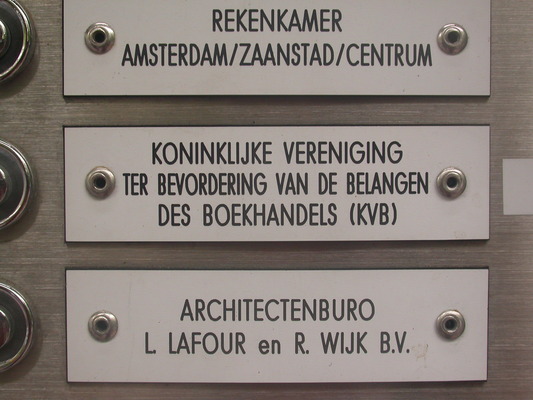 REKENKAMER
AMSTERDAM/ZAANSTAD/CENTRUM
KONINKLIJKE VERENIGING
TER BEVORDERING VAN DE BELANGEN
DES BOEKHANDELS (KVB)
ARCHITECTENBURO
L. LAFOUR en R. WIJK B.V.